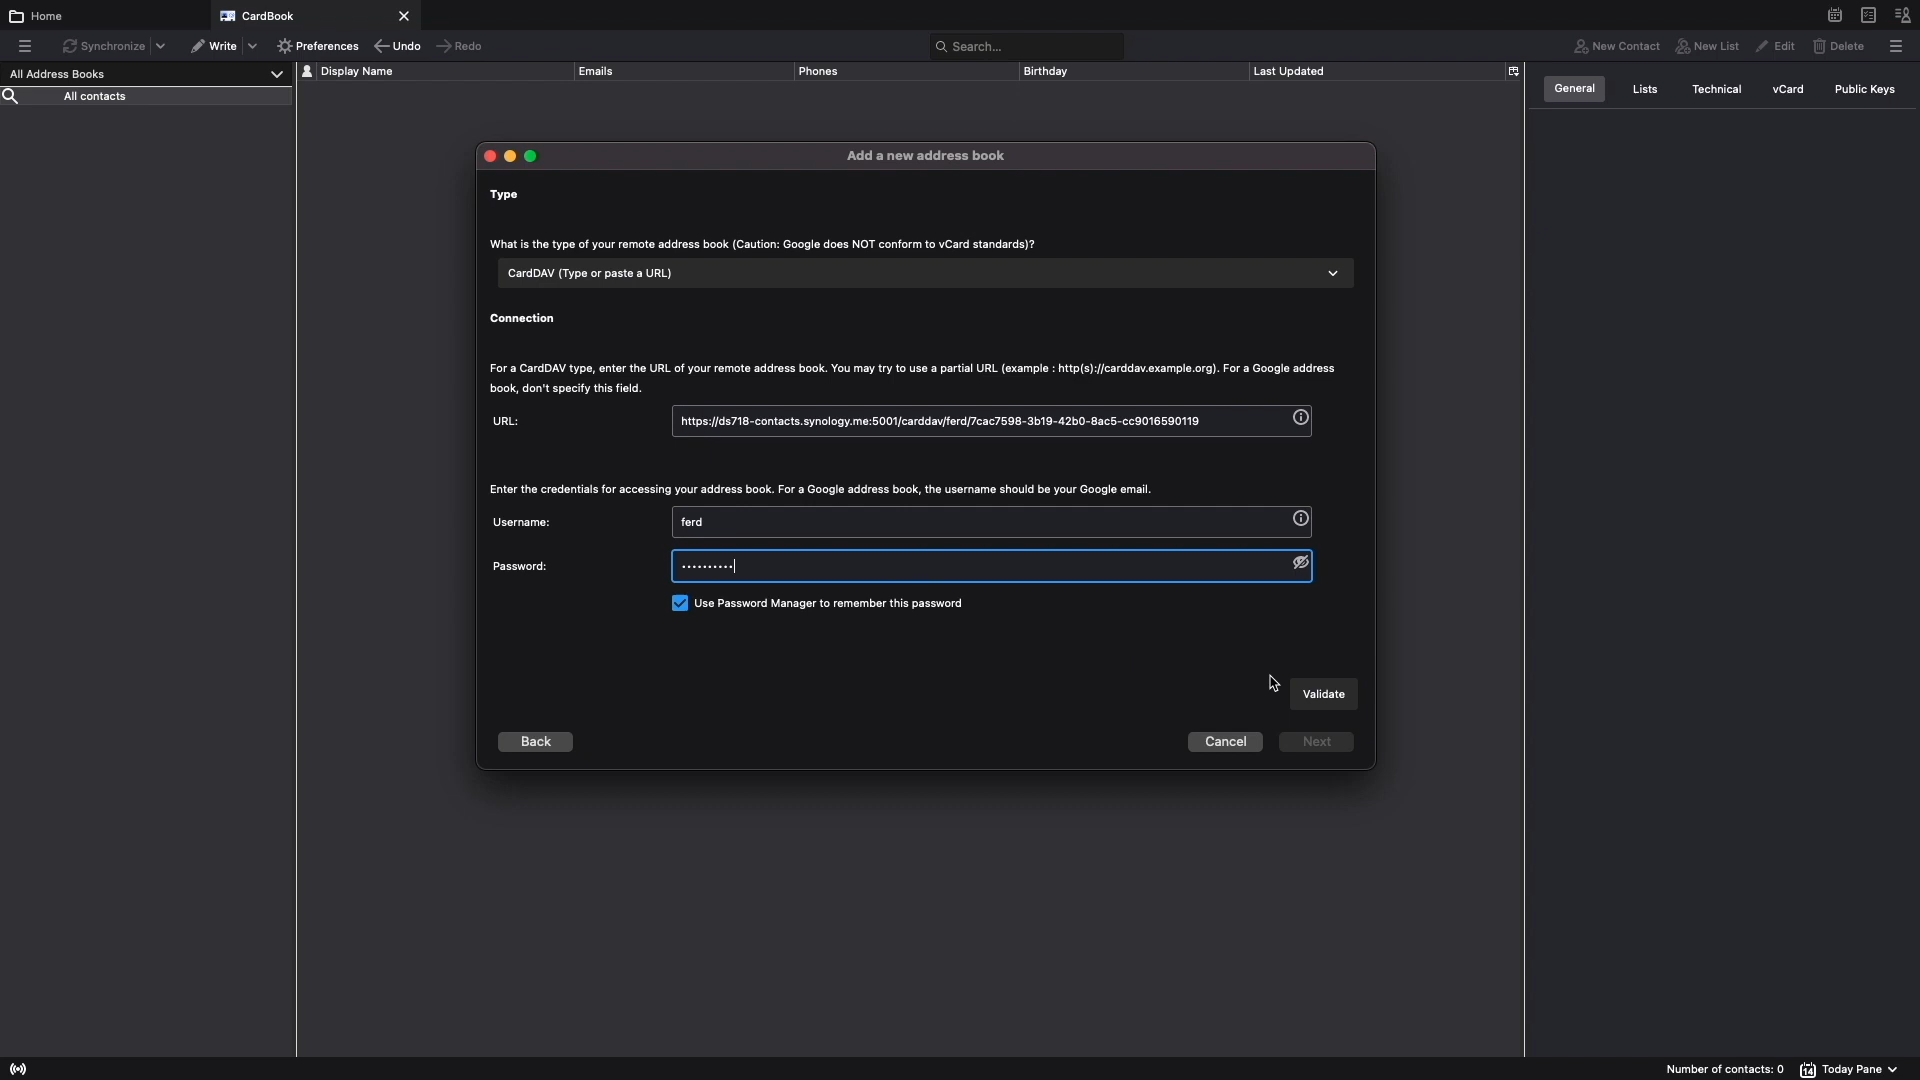 Home
CardBook
Synchronize
Write
Preferences
Undo
Redo
Search...
New Contact
New List
Edit
Delete
All Address Books
Display Name
Emails
Phones
Birthday
Last Updated
General
Lists
Technical
vCard
Public Keys
All contacts
Add a new address book
Type
What is the type of your remote address book (Caution: Google does NOT conform to vCard standards)?
CardDAV (Type or paste a URL)
Connection
For a CardDAV type, enter the URL of your remote address book. You may try to use a partial URL (example : http(s)://carddav.example.org). For a Google address
book, don't specify this field.
URL:
https://ds718-contacts.synology.me:5001/carddav/ferd/7cac7598-3b19-42b0-8ac5-cc9016590119
Enter the credentials for accessing your address book. For a Google address book, the username should be your Google email.
Username:
ferd
Password:
••••••••••
Use Password Manager to remember this password
Validate
Back
Cancel
Next
Number of contacts: 0
14
Today Pane